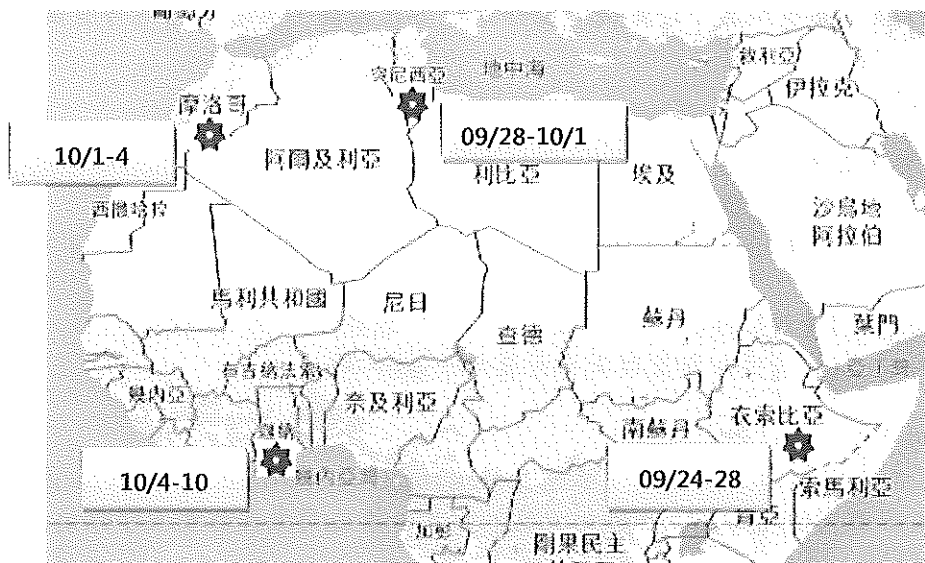 突尼西亞
地中海
敘利亞
伊拉克
摩洛哥
10/1-4
09/28-10/1
阿爾及利亞
利比亞
埃及
西撒哈拉
沙烏地
阿拉伯
馬利共和國
尼日
查德
蘇丹
葉門
布吉納法索
幾內亞
奈及利亞
衣索比亞
南蘇丹
迦納
10/4-10
09/24-28
索馬利亞
肯亞
加彭
剛果民主